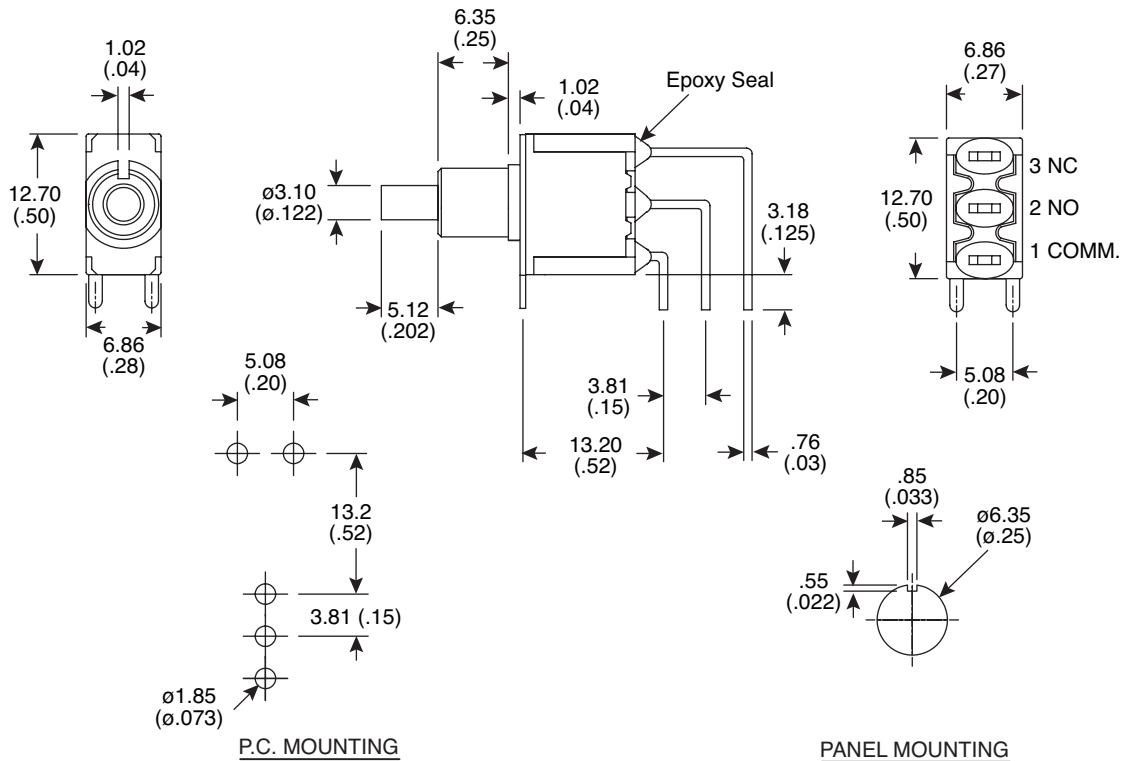 1.02
(.04)
12.70
(.50)
6.86
(.28)
6.35
(.25)
1.02
(.04)
Epoxy Seal
ø3.10
(ø.122)
5.12
(.202)
3.18
(.125)
3.81
(.15)
13.20
(.52)
.76
(.03)
6.86
(.27)
12.70
(.50)
3 NC
2 NO
1 COMM.
5.08
(.20)
5.08
(.20)
13.2
(.52)
3.81 (.15)
ø1.85
(ø.073)
P.C. MOUNTING
.85
(.033)
ø6.35
(ø.25)
.55
(.022)
PANEL MOUNTING